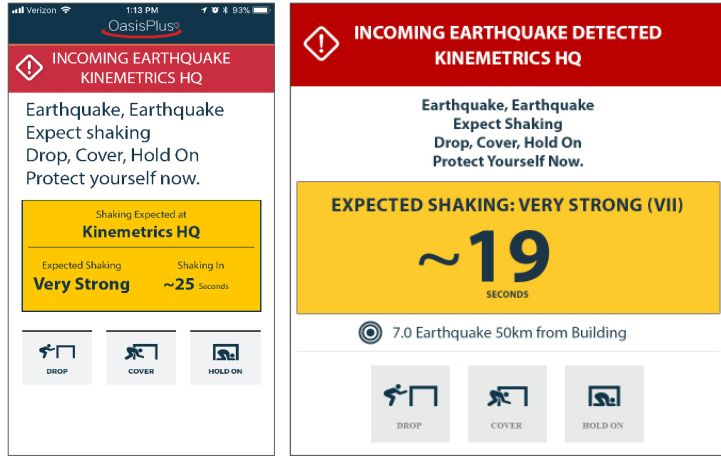 Verizon 1:13 PM 93%
OasisPlus
INCOMING EARTHQUAKE
KINEMETRICS HQ
Earthquake, Earthquake
Expect shaking
Drop, Cover, Hold On
Protect yourself now.
Shaking Expected at
Kinemetrics HQ
Expected Shaking Shaking In
Very Strong ~25 Seconds
DROP COVER HOLD ON
INCOMING EARTHQUAKE DETECTED
KINEMETRICS HQ
Earthquake, Earthquake
Expect Shaking
Drop, Cover, Hold On
Protect Yourself Now.
EXPECTED SHAKING: VERY STRONG (VII)
~19
SECONDS
7.0 Earthquake 50km from Building
DROP COVER HOLD ON